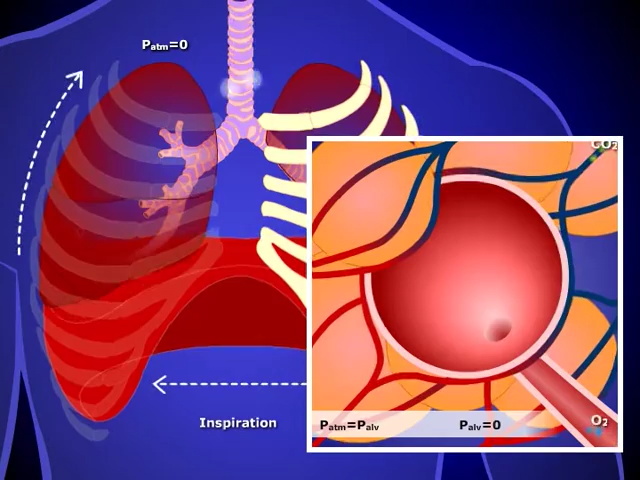 Patm=0
CO₂
Patm=Palv
Palv=0
O₂
Inspiration